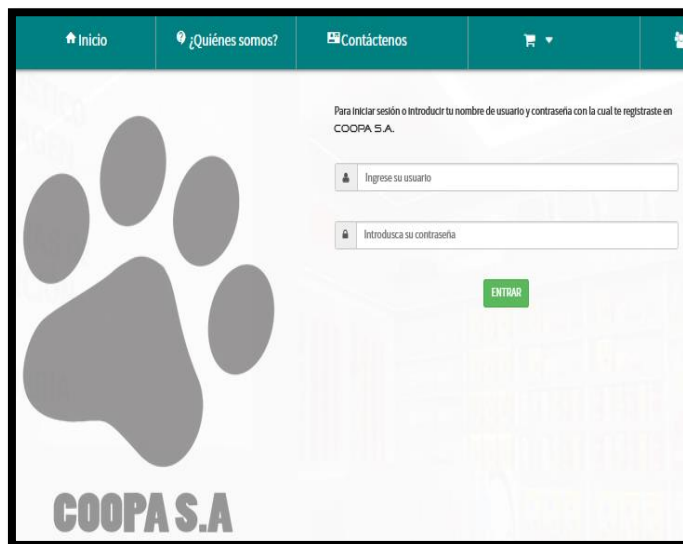 Inicio
¿Quiénes somos?
Contáctenos
Para iniciar sesión o introducir tu nombre de usuario y contraseña con la cual te registraste en
COOPA S.A.
Ingrese su usuario
Introdusca su contraseña
ENTRAR
COOPA S.A